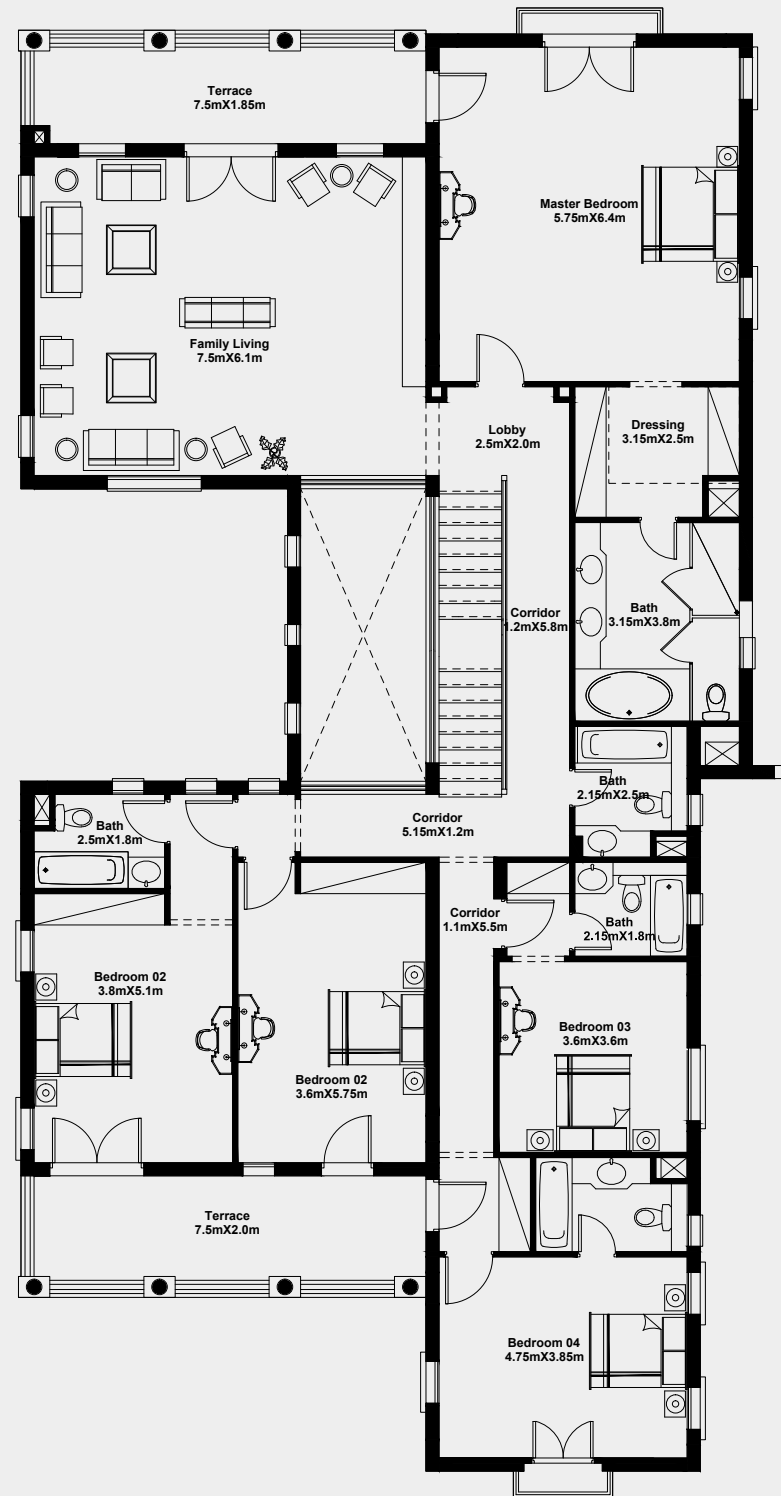 Terrace
7.5mX1.85m
Master Bedroom
5.75mX6.4m
Family Living
7.5mX6.1m
Lobby
2.5mX2.0m
Dressing
3.15mX2.5m
Corridor
1.2mX5.8m
Bath
3.15mX3.8m
Bath
2.15mX2.5m
Bath
2.5mX1.8m
Corridor
5.15mX1.2m
Corridor
1.1mX5.5m
Bath
2.15mX1.8m
Bedroom 02
3.8mX5.1m
Bedroom 02
3.6mX5.75m
Bedroom 03
3.6mX3.6m
Terrace
7.5mX2.0m
Bedroom 04
4.75mX3.85m